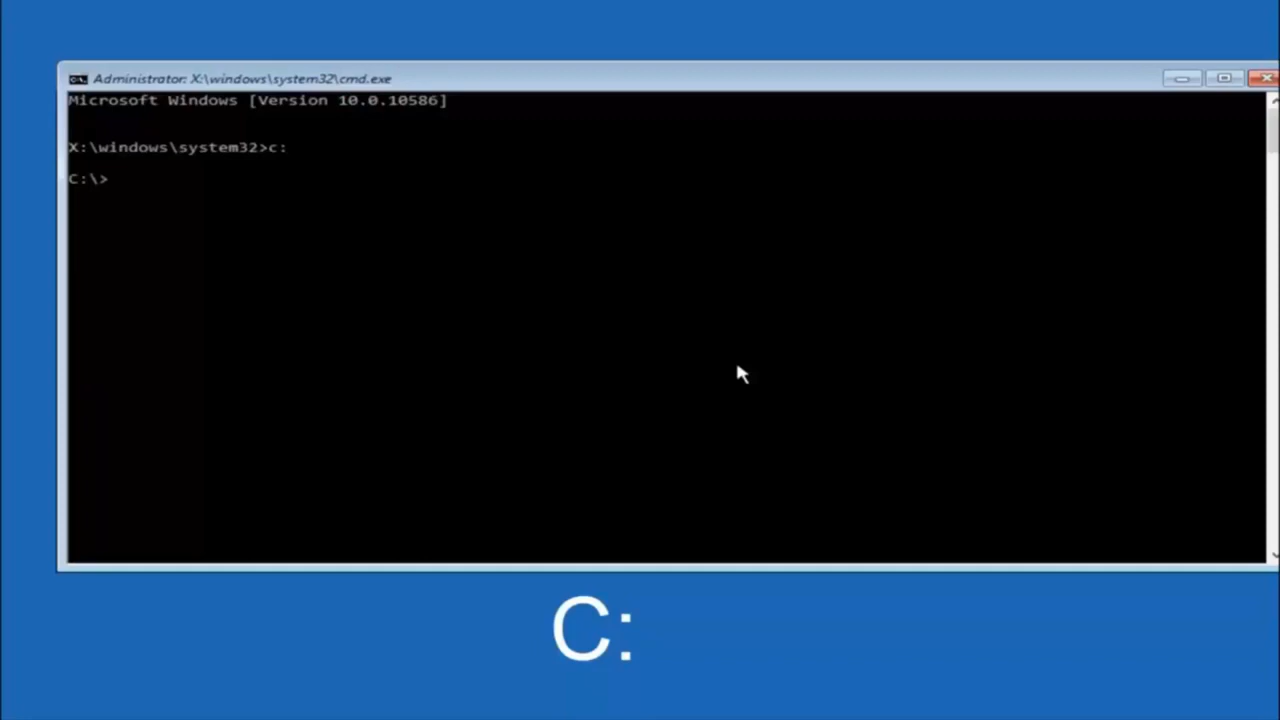 Administrator: X:\windows\system32\cmd.exe
Microsoft Windows [Version 10.0.10586]
X:\windows\system32>c:
C:\>
C: